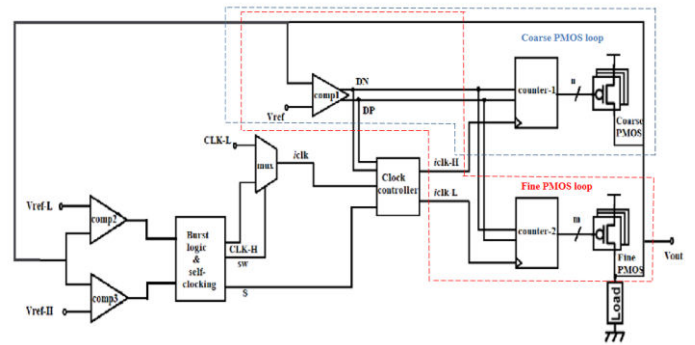 Coarse PMOS loop
DN
comp1
counter-1
n
Vref
DP
Coarse
PMOS
CLK-L
mux
iclk
iclk-H
Clock
controller
Fine PMOS loop
iclk-L
Vref-L
comp2
Burst
logic
&
self-
clocking
CLK-H
sw
S
counter-2
m
Fine
PMOS
Vout
comp3
Vref-H
Load